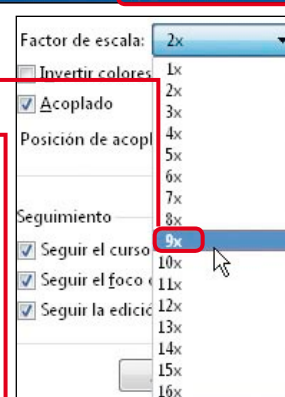 Factor de escala: 2x
Invertir colores
Acoplado
Posición de acopl
Seguimiento
Seguir el curso
Seguir el foco
Seguir la edició
1x
2x
3x
4x
5x
6x
7x
8x
9x
10x
11x
12x
13x
14x
15x
16x